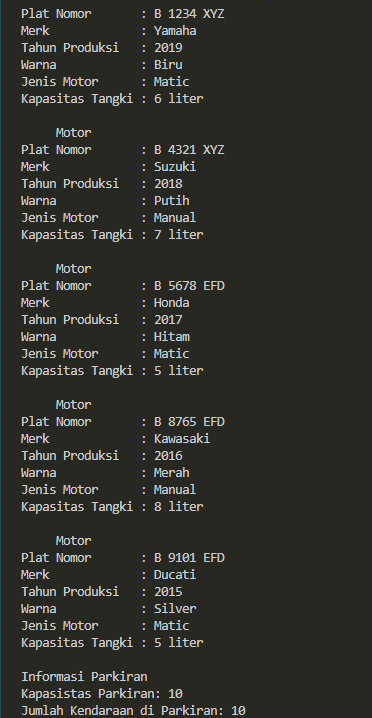 Plat Nomor : B 1234 XYZ
Merk : Yamaha
Tahun Produksi : 2019
Warna : Biru
Jenis Motor : Matic
Kapasitas Tangki : 6 liter
Motor
Plat Nomor : B 4321 XYZ
Merk : Suzuki
Tahun Produksi : 2018
Warna : Putih
Jenis Motor : Manual
Kapasitas Tangki : 7 liter
Motor
Plat Nomor : B 5678 EFD
Merk : Honda
Tahun Produksi : 2017
Warna : Hitam
Jenis Motor : Matic
Kapasitas Tangki : 5 liter
Motor
Plat Nomor : B 8765 EFD
Merk : Kawasaki
Tahun Produksi : 2016
Warna : Merah
Jenis Motor : Manual
Kapasitas Tangki : 8 liter
Motor
Plat Nomor : B 9101 EFD
Merk : Ducati
Tahun Produksi : 2015
Warna : Silver
Jenis Motor : Matic
Kapasitas Tangki : 5 liter
Informasi Parkiran
Kapasistas Parkiran: 10
Jumlah Kendaraan di Parkiran: 10